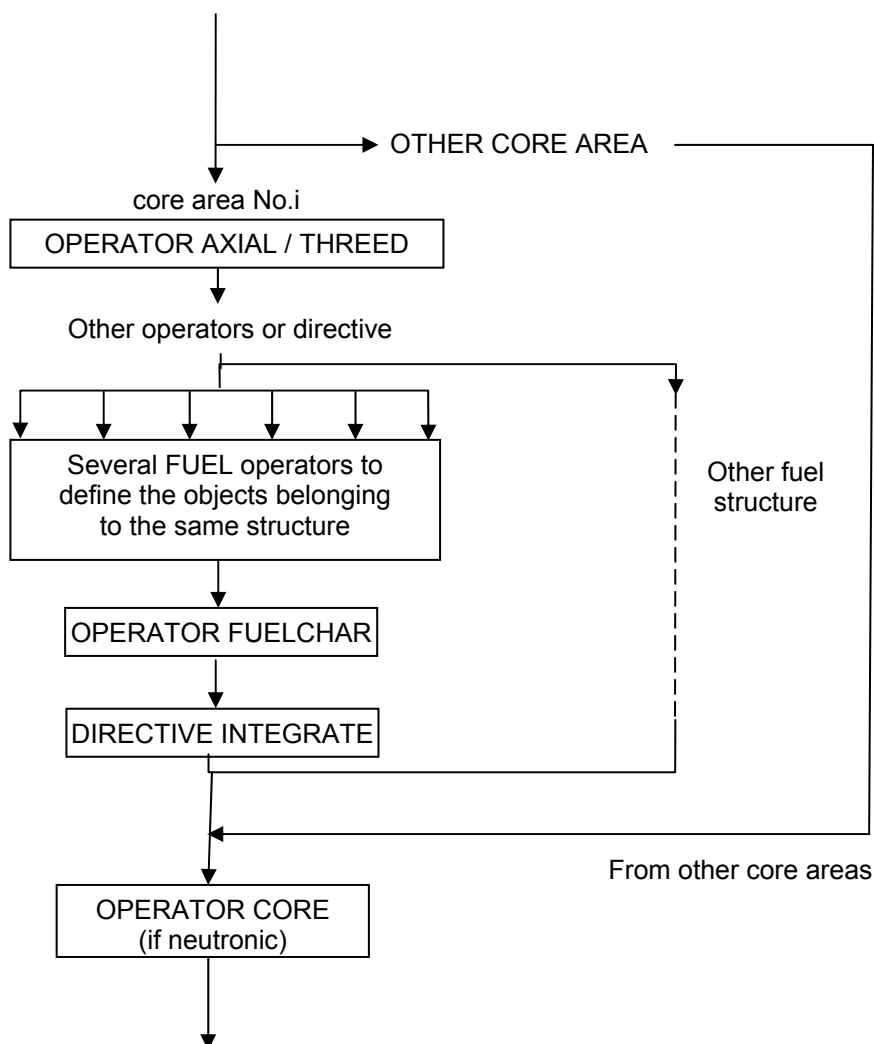 OTHER CORE AREA
core area No.i
OPERATOR AXIAL / THREED
Other operators or directive
Several FUEL operators to
define the objects belonging
to the same structure
Other fuel
structure
OPERATOR FUELCHAR
DIRECTIVE INTEGRATE
From other core areas
OPERATOR CORE
(if neutronic)